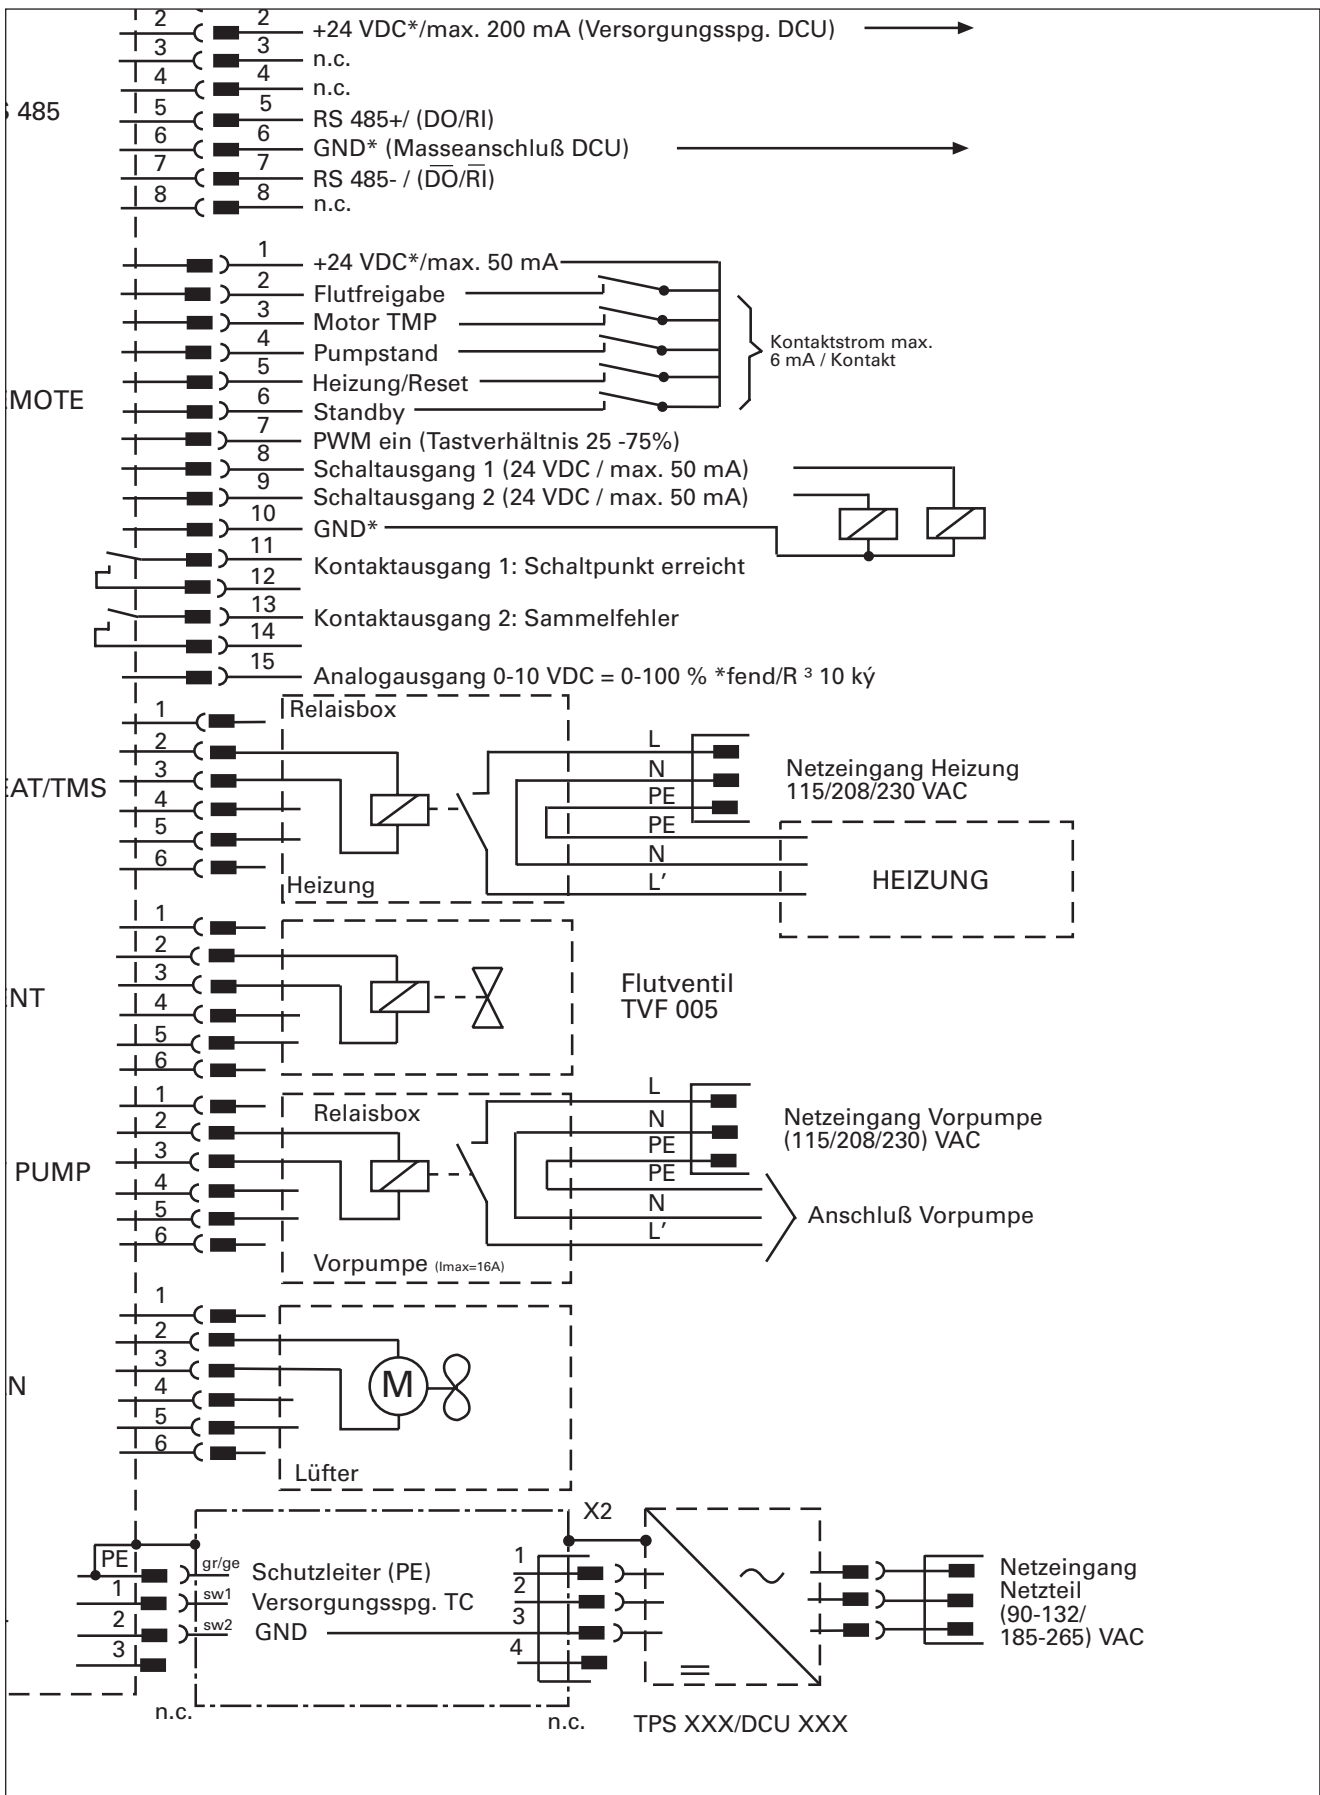 2 2 +24 VDC*/max. 200 mA (Versorgungsspg. DCU)
3 3 n.c.
4 4 n.c.
S 485
5 5 RS 485+/ (DO/RI)
6 6 GND* (Masseanschluß DCU)
7 7 RS 485- / (D̅O̅/R̅I̅)
8 8 n.c.
1 +24 VDC*/max. 50 mA
2 Flutfreigabe
3 Motor TMP
4 Pumpstand
Kontaktstrom max.
6 mA / Kontakt
5 Heizung/Reset
EMOTE
6 Standby
7 PWM ein (Tastverhältnis 25 -75%)
8 Schaltausgang 1 (24 VDC / max. 50 mA)
9 Schaltausgang 2 (24 VDC / max. 50 mA)
10 GND*
11
Kontaktausgang 1: Schaltpunkt erreicht
12
13
Kontaktausgang 2: Sammelfehler
14
15 Analogausgang 0-10 VDC = 0-100 % *fend/R ³ 10 ký
EAT/TMS
1
2
3
4
5
6
Relaisbox
Heizung
L
N
PE
PE
N
L′
Netzeingang Heizung
115/208/230 VAC
HEIZUNG
ENT
1
2
3
4
5
6
Flutventil
TVF 005
PUMP
1
2
3
4
5
6
Relaisbox
Vorpumpe (Imax=16A)
L
N
PE
PE
N
L′
Netzeingang Vorpumpe
(115/208/230) VAC
Anschluß Vorpumpe
N
1
2
3
4
5
6
M
Lüfter
X2
PE gr/ge Schutzleiter (PE) 1
1 sw1 Versorgungsspg. TC 2
2 sw2 GND 3
3 4
n.c.
n.c.
TPS XXX/DCU XXX
Netzeingang
Netzteil
(90-132/
185-265) VAC